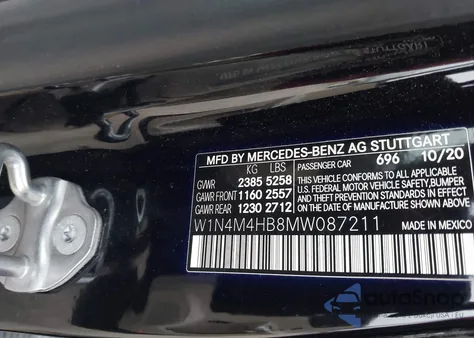 MFD BY MERCEDES-BENZ AG STUTTGART
KG LBS PASSENGER CAR 696 10/20
GVWR 2385 5258 THIS VEHICLE CONFORMS TO ALL APPLICABLE
GAWR FRONT 1160 2557 U.S. FEDERAL MOTOR VEHICLE SAFETY, BUMPER
GAWR REAR 1230 2712 AND THEFT PREVENTION STANDARDS IN
EFFECT ON THE DATE OF MANUFACTURE SHOWN ABOVE.
W1N4M4HB8MW087211 MADE IN MEXICO
autoSnap